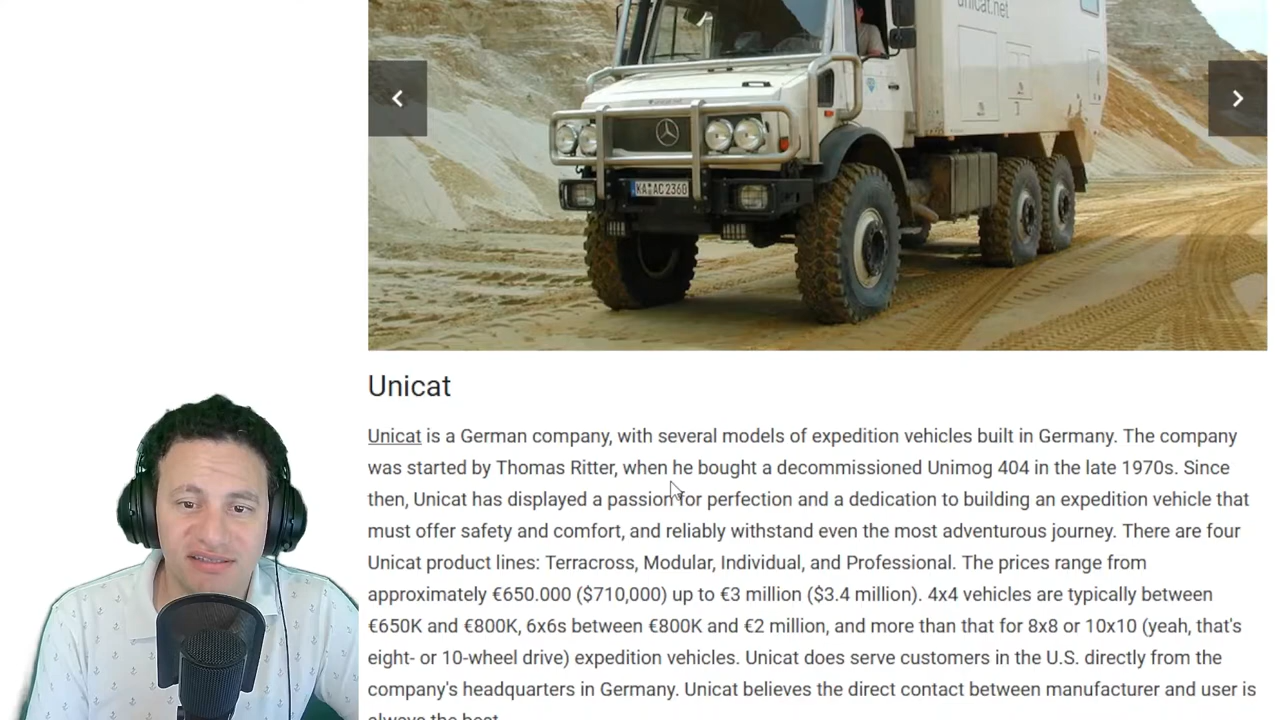 unicat.net
KA AC 2360
Unicat
Unicat is a German company, with several models of expedition vehicles built in Germany. The company
was started by Thomas Ritter, when he bought a decommissioned Unimog 404 in the late 1970s. Since
then, Unicat has displayed a passion for perfection and a dedication to building an expedition vehicle that
must offer safety and comfort, and reliably withstand even the most adventurous journey. There are four
Unicat product lines: Terracross, Modular, Individual, and Professional. The prices range from
approximately €650.000 ($710,000) up to €3 million ($3.4 million). 4x4 vehicles are typically between
€650K and €800K, 6x6s between €800K and €2 million, and more than that for 8x8 or 10x10 (yeah, that's
eight- or 10-wheel drive) expedition vehicles. Unicat does serve customers in the U.S. directly from the
company's headquarters in Germany. Unicat believes the direct contact between manufacturer and user is
always the best.